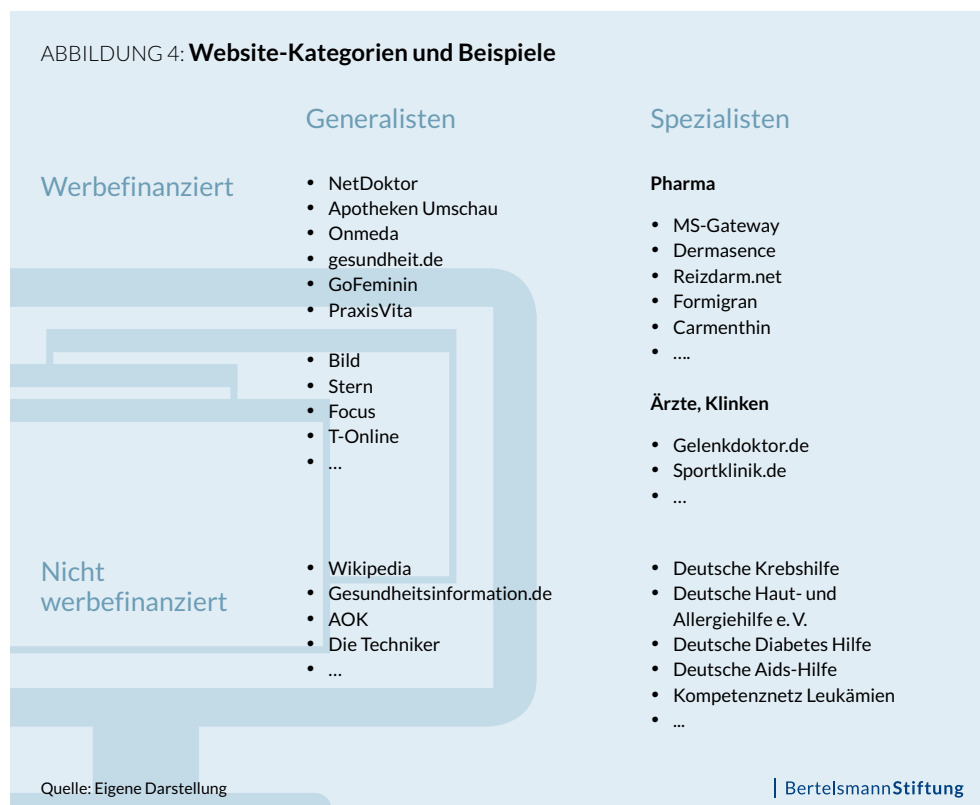 ABBILDUNG 4: Website-Kategorien und Beispiele
Generalisten
Spezialisten
Werbefinanziert
• NetDoktor
• Apotheken Umschau
• Onmeda
• gesundheit.de
• GoFeminin
• PraxisVita
• Bild
• Stern
• Focus
• T-Online
• ...
Pharma
• MS-Gateway
• Dermasence
• Reizdarm.net
• Formigran
• Carmenthin
• ....
Ärzte, Klinken
• Gelenkdoktor.de
• Sportklinik.de
• ...
Nicht
werbefinanziert
• Wikipedia
• Gesundheitsinformation.de
• AOK
• Die Techniker
• ...
• Deutsche Krebshilfe
• Deutsche Haut- und
Allergiehilfe e. V.
• Deutsche Diabetes Hilfe
• Deutsche Aids-Hilfe
• Kompetenznetz Leukämien
• ...
Quelle: Eigene Darstellung
BertelsmannStiftung